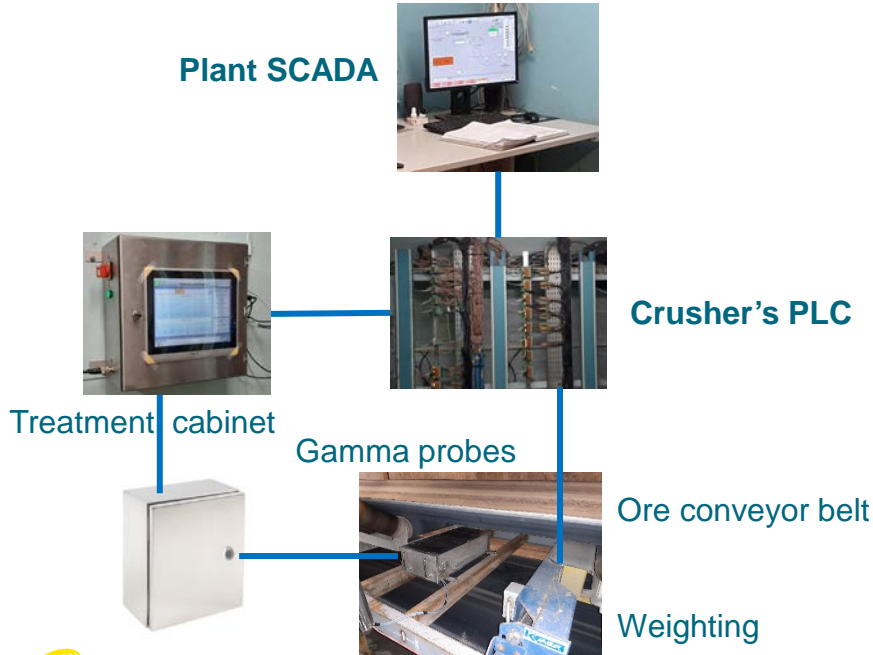 Plant SCADA
Crusher's PLC
Treatment cabinet
Gamma probes
Ore conveyor belt
Weighting